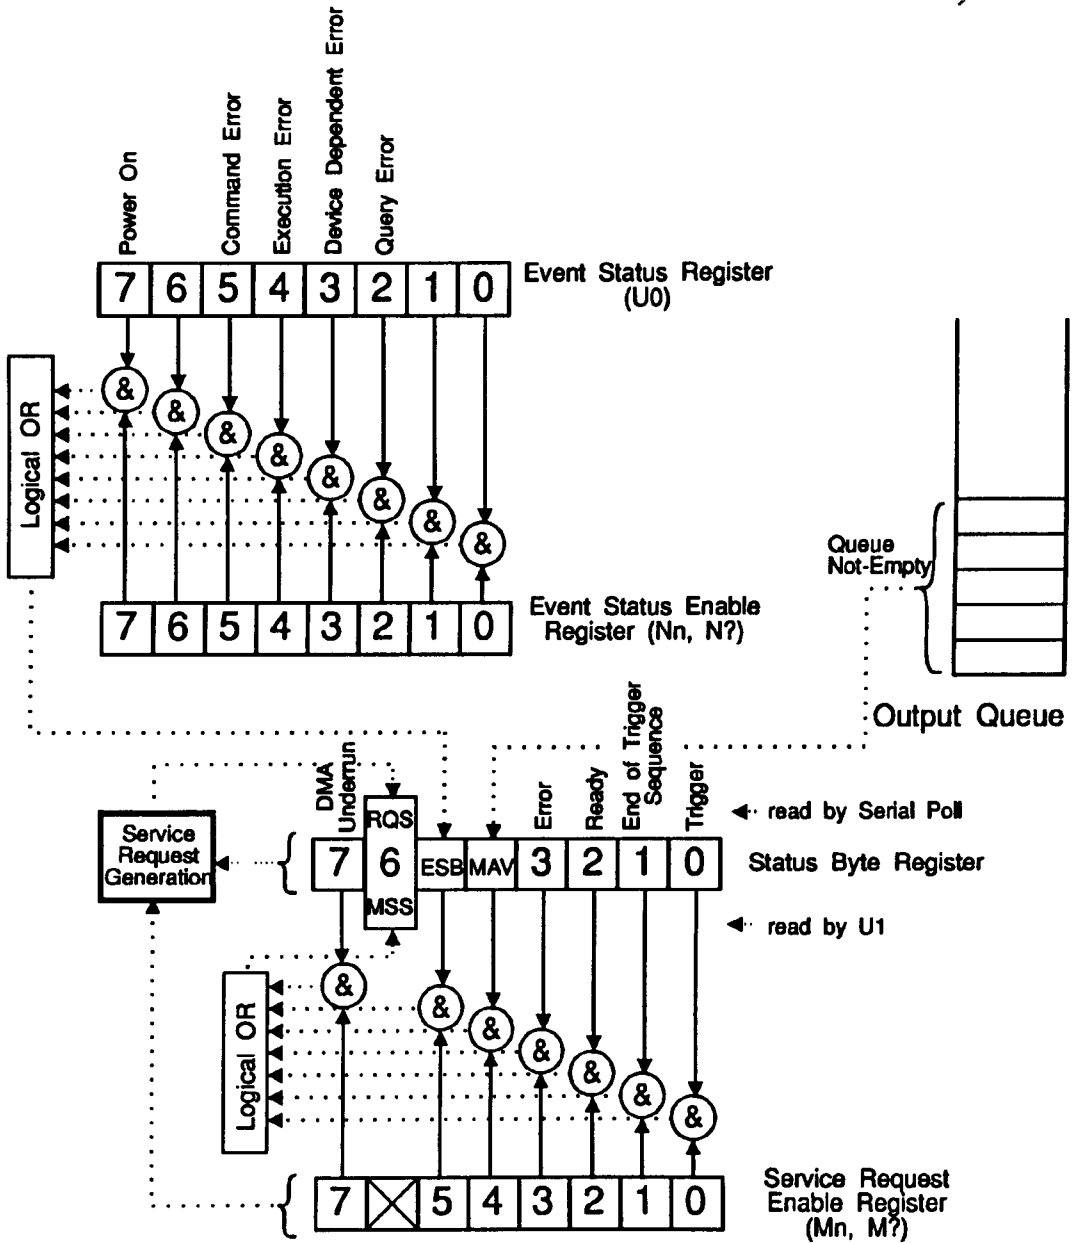 Power On
Command Error
Execution Error
Device Dependent Error
Query Error
7 6 5 4 3 2 1 0
Event Status Register
(U0)
& & & & & & & &
Logical OR
7 6 5 4 3 2 1 0
Event Status Enable
Register (Nn, N?)
Queue
Not-Empty
Output Queue
DMA
Underrun
Error
Ready
End of Trigger
Sequence
Trigger
read by Serial Poll
Service
Request
Generation
RQS
7 6 ESB MAV 3 2 1 0
MSS
Status Byte Register
read by U1
& & & & & & &
Logical OR
7 5 4 3 2 1 0
Service Request
Enable Register
(Mn, M?)